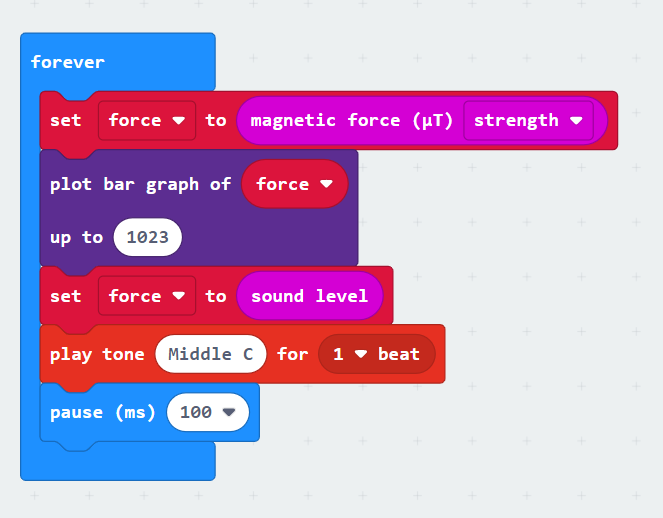 forever
set force to magnetic force (µT) strength
plot bar graph of force
up to 1023
set force to sound level
play tone Middle C for 1 beat
pause (ms) 100